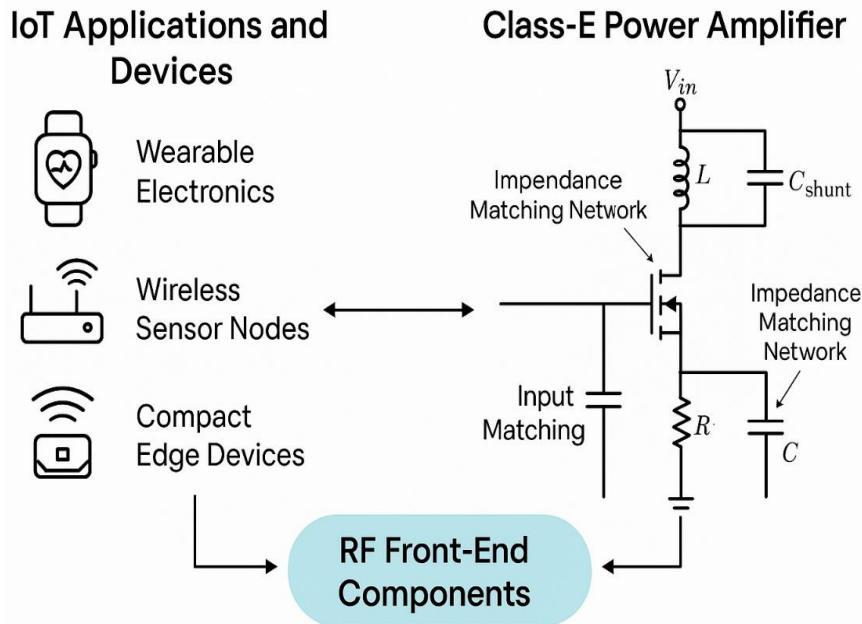 IoT Applications and
Devices
Wearable
Electronics
Wireless
Sensor Nodes
Compact
Edge Devices
Class-E Power Amplifier
V_in
L
C_shunt
Impendance
Matching Network
Impedance
Matching
Network
Input
Matching
R
C
RF Front-End
Components